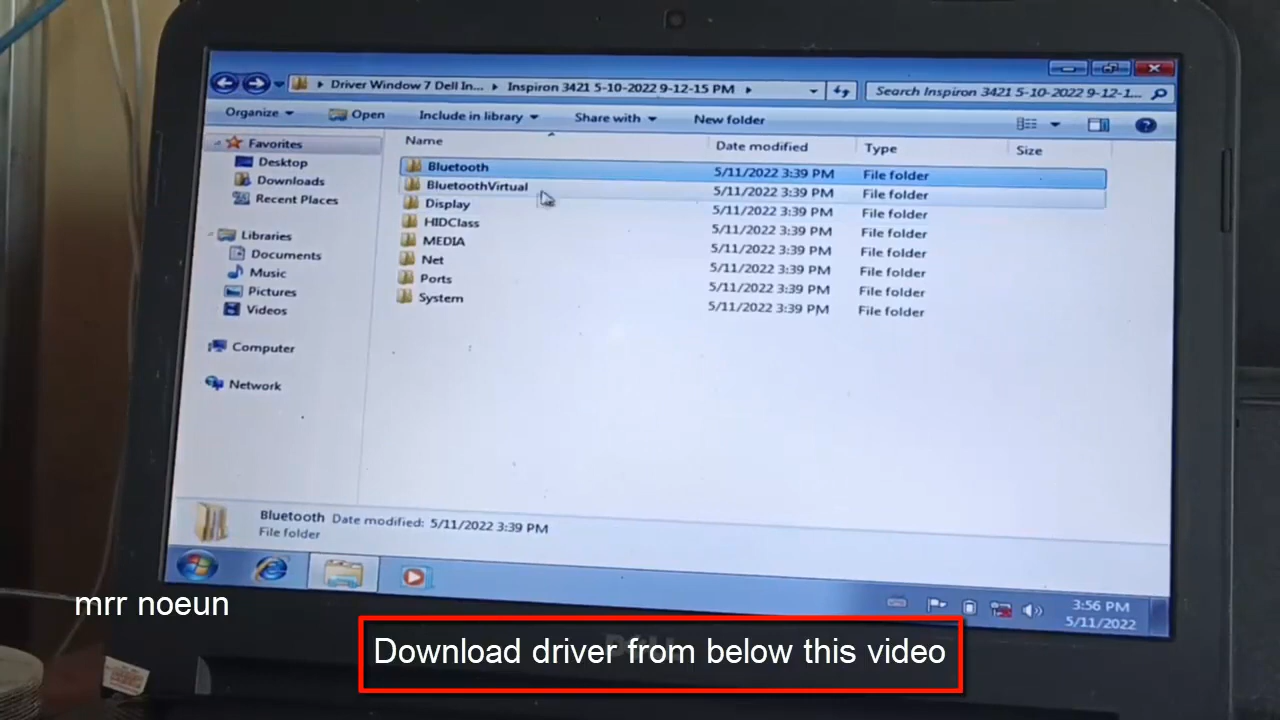 Driver Window 7 Dell In... Inspiron 3421 5-10-2022 9-12-15 PM
Search Inspiron 3421 5-10-2022 9-12-1...
Organize Open Include in library Share with New folder
Name Date modified Type Size
Favorites
Desktop
Downloads
Recent Places
Libraries
Documents
Music
Pictures
Videos
Computer
Network
Bluetooth 5/11/2022 3:39 PM File folder
BluetoothVirtual 5/11/2022 3:39 PM File folder
Display 5/11/2022 3:39 PM File folder
HIDClass 5/11/2022 3:39 PM File folder
MEDIA 5/11/2022 3:39 PM File folder
Net 5/11/2022 3:39 PM File folder
Ports 5/11/2022 3:39 PM File folder
System 5/11/2022 3:39 PM File folder
Bluetooth Date modified: 5/11/2022 3:39 PM
File folder
3:56 PM
5/11/2022
mrr noeun
Download driver from below this video